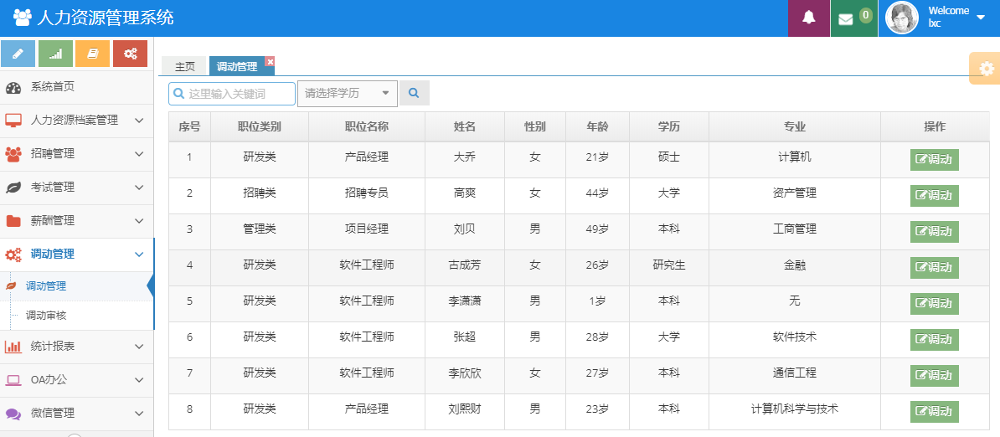 人力资源管理系统
0
Welcome
lxc
主页 调动管理
这里输入关键词 请选择学历
系统首页
人力资源档案管理
招聘管理
考试管理
薪酬管理
调动管理
调动管理
调动审核
统计报表
OA办公
微信管理
序号 职位类别 职位名称 姓名 性别 年龄 学历 专业 操作
1 研发类 产品经理 大乔 女 21岁 硕士 计算机 调动
2 招聘类 招聘专员 高爽 女 44岁 大学 资产管理 调动
3 管理类 项目经理 刘贝 男 49岁 本科 工商管理 调动
4 研发类 软件工程师 古成芳 女 26岁 研究生 金融 调动
5 研发类 软件工程师 李潇潇 男 1岁 本科 无 调动
6 研发类 软件工程师 张超 男 28岁 大学 软件技术 调动
7 研发类 软件工程师 李欣欣 女 27岁 本科 通信工程 调动
8 研发类 产品经理 刘熙财 男 23岁 本科 计算机科学与技术 调动